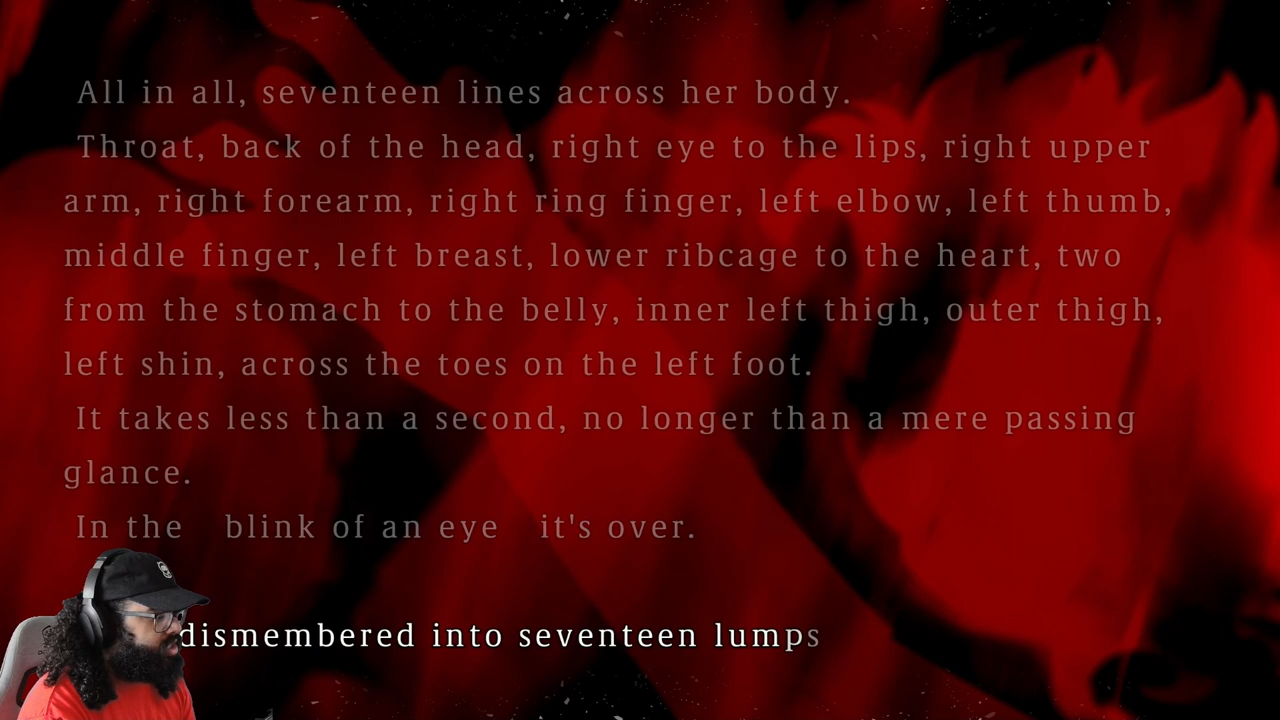 All in all, seventeen lines across her body.
Throat, back of the head, right eye to the lips, right upper
arm, right forearm, right ring finger, left elbow, left thumb,
middle finger, left breast, lower ribcage to the heart, two
from the stomach to the belly, inner left thigh, outer thigh,
left shin, across the toes on the left foot.
It takes less than a second, no longer than a mere passing
glance.
In the blink of an eye it's over.
dismembered into seventeen lumps